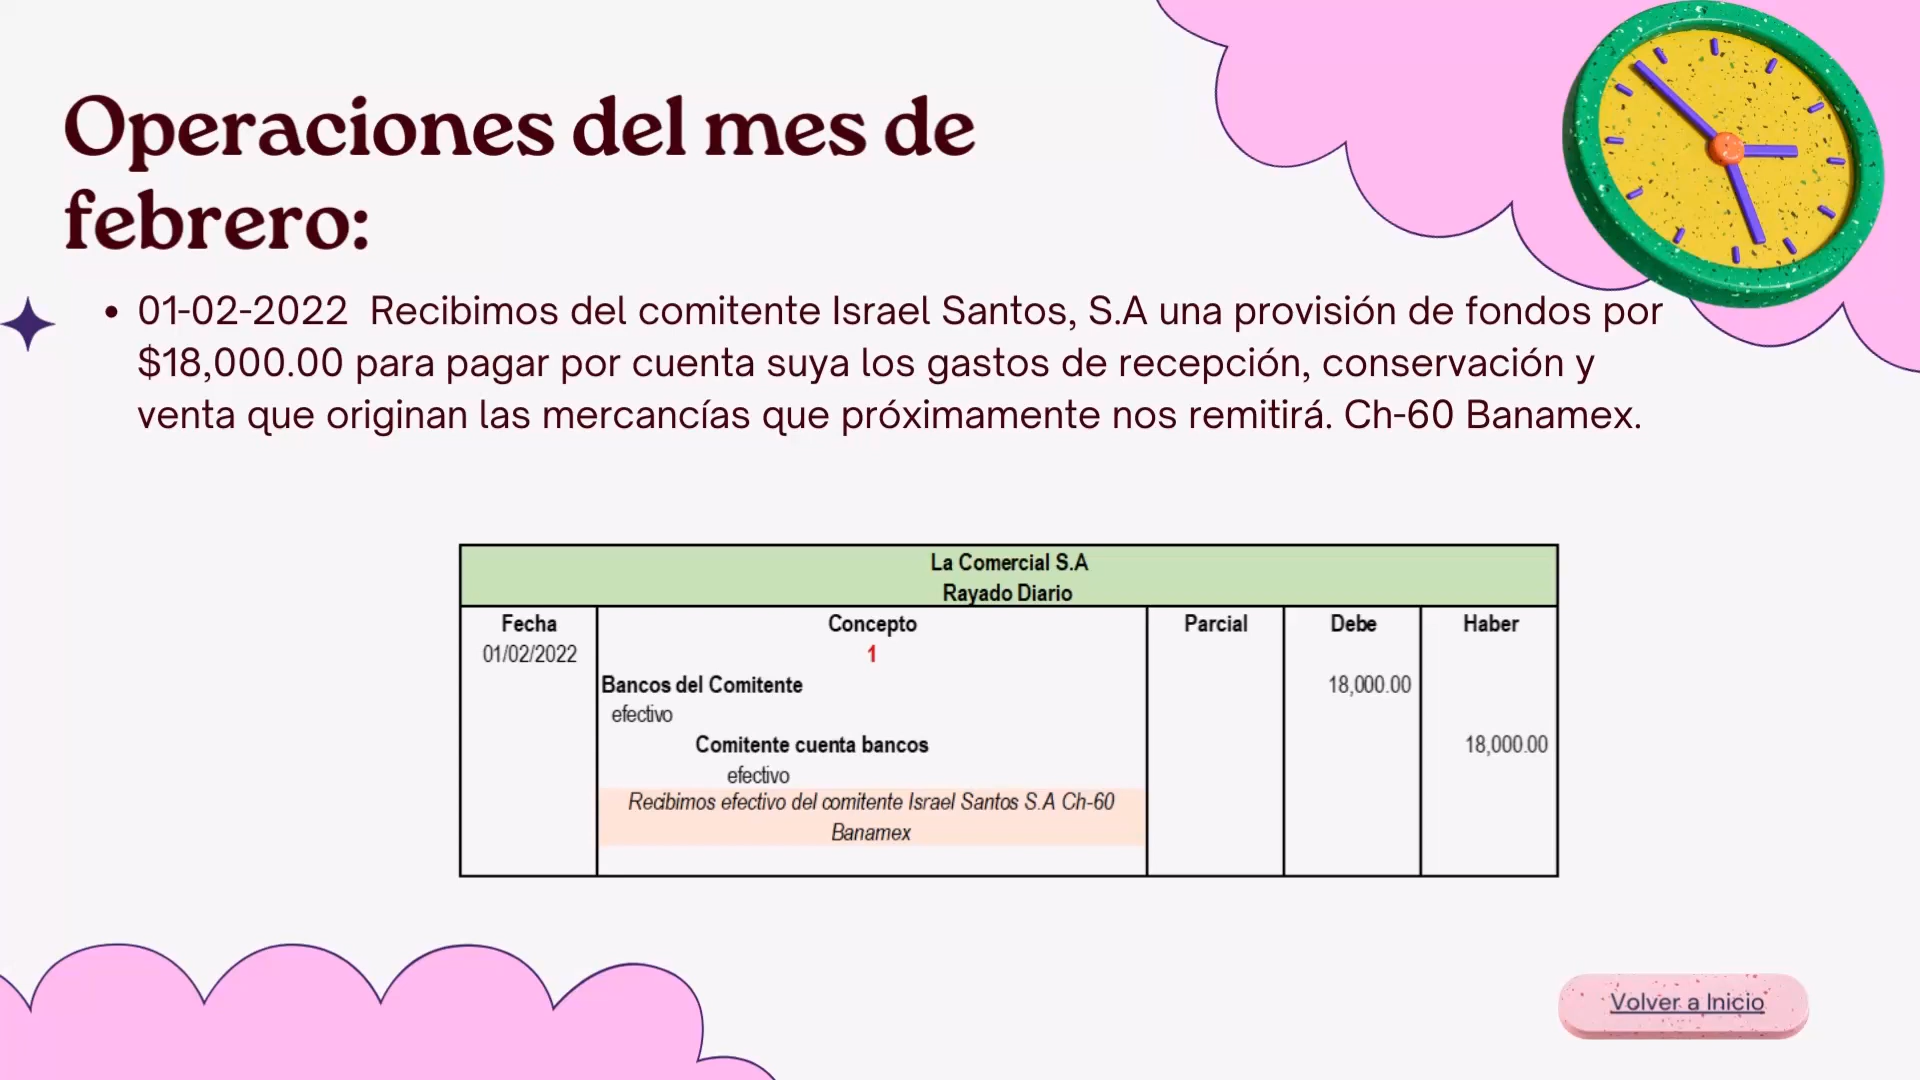 Operaciones del mes de
febrero:
• 01-02-2022 Recibimos del comitente Israel Santos, S.A una provisión de fondos por
$18,000.00 para pagar por cuenta suya los gastos de recepción, conservación y
venta que originan las mercancías que próximamente nos remitirá. Ch-60 Banamex.
La Comercial S.A
Rayado Diario
Fecha Concepto Parcial Debe Haber
01/02/2022 1
Bancos del Comitente 18,000.00
efectivo
Comitente cuenta bancos 18,000.00
efectivo
Recibimos efectivo del comitente Israel Santos S.A Ch-60
Banamex
Volver a Inicio